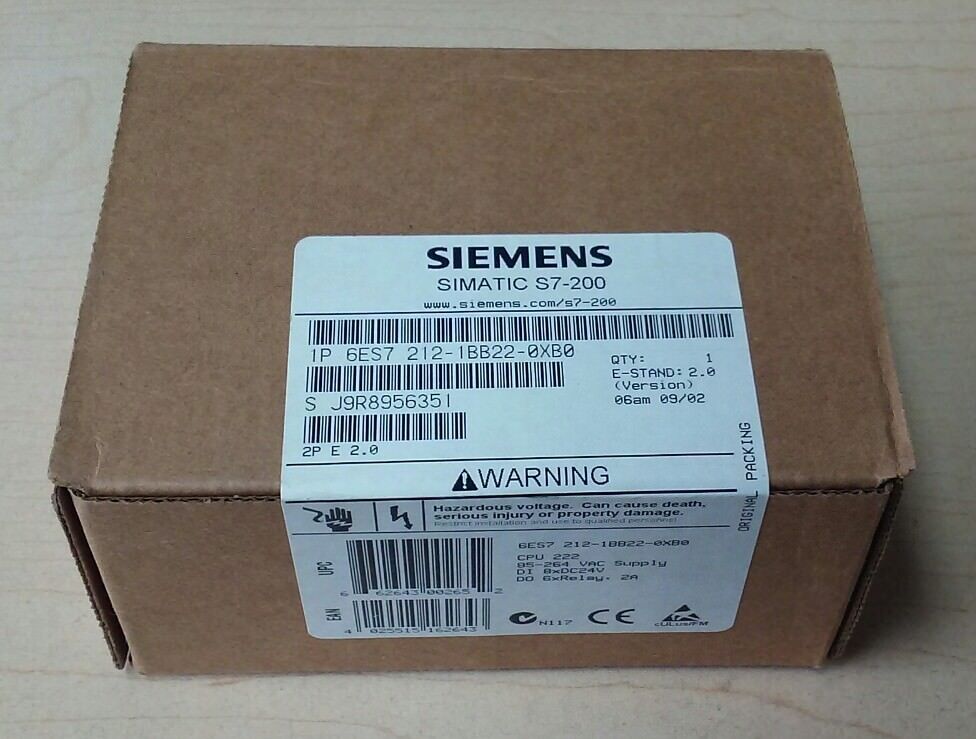 SIEMENS
SIMATIC S7-200
www.siemens.com/s7-200
1P 6ES7 212-1BB22-0XB0
QTY: 1
E-STAND: 2.0
(Version)
06am 09/02
S J9R8956351
2P E 2.0
ORIGINAL PACKING
WARNING
Hazardous voltage. Can cause death,
serious injury or property damage.
Restrict installation and use to qualified personnel
6ES7 212-1BB22-0XB0
CPU 222
85-264 VAC Supply
DI 8xDC24V
DO 6xRelay, 2A
UPC
6 62643 00265 2
EAN
4 025515 162643
N117
CE
cULus/FM